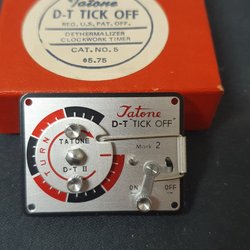 Tatone
D-T TICK OFF
REG. U.S. PAT. OFF.
DETHERMALIZER
CLOCKWORK TIMER
CAT. NO. 5
$5.75
Tatone
D-T "TICK OFF"
TURN
TATONE
D-T II
Mark 2
ON
OFF